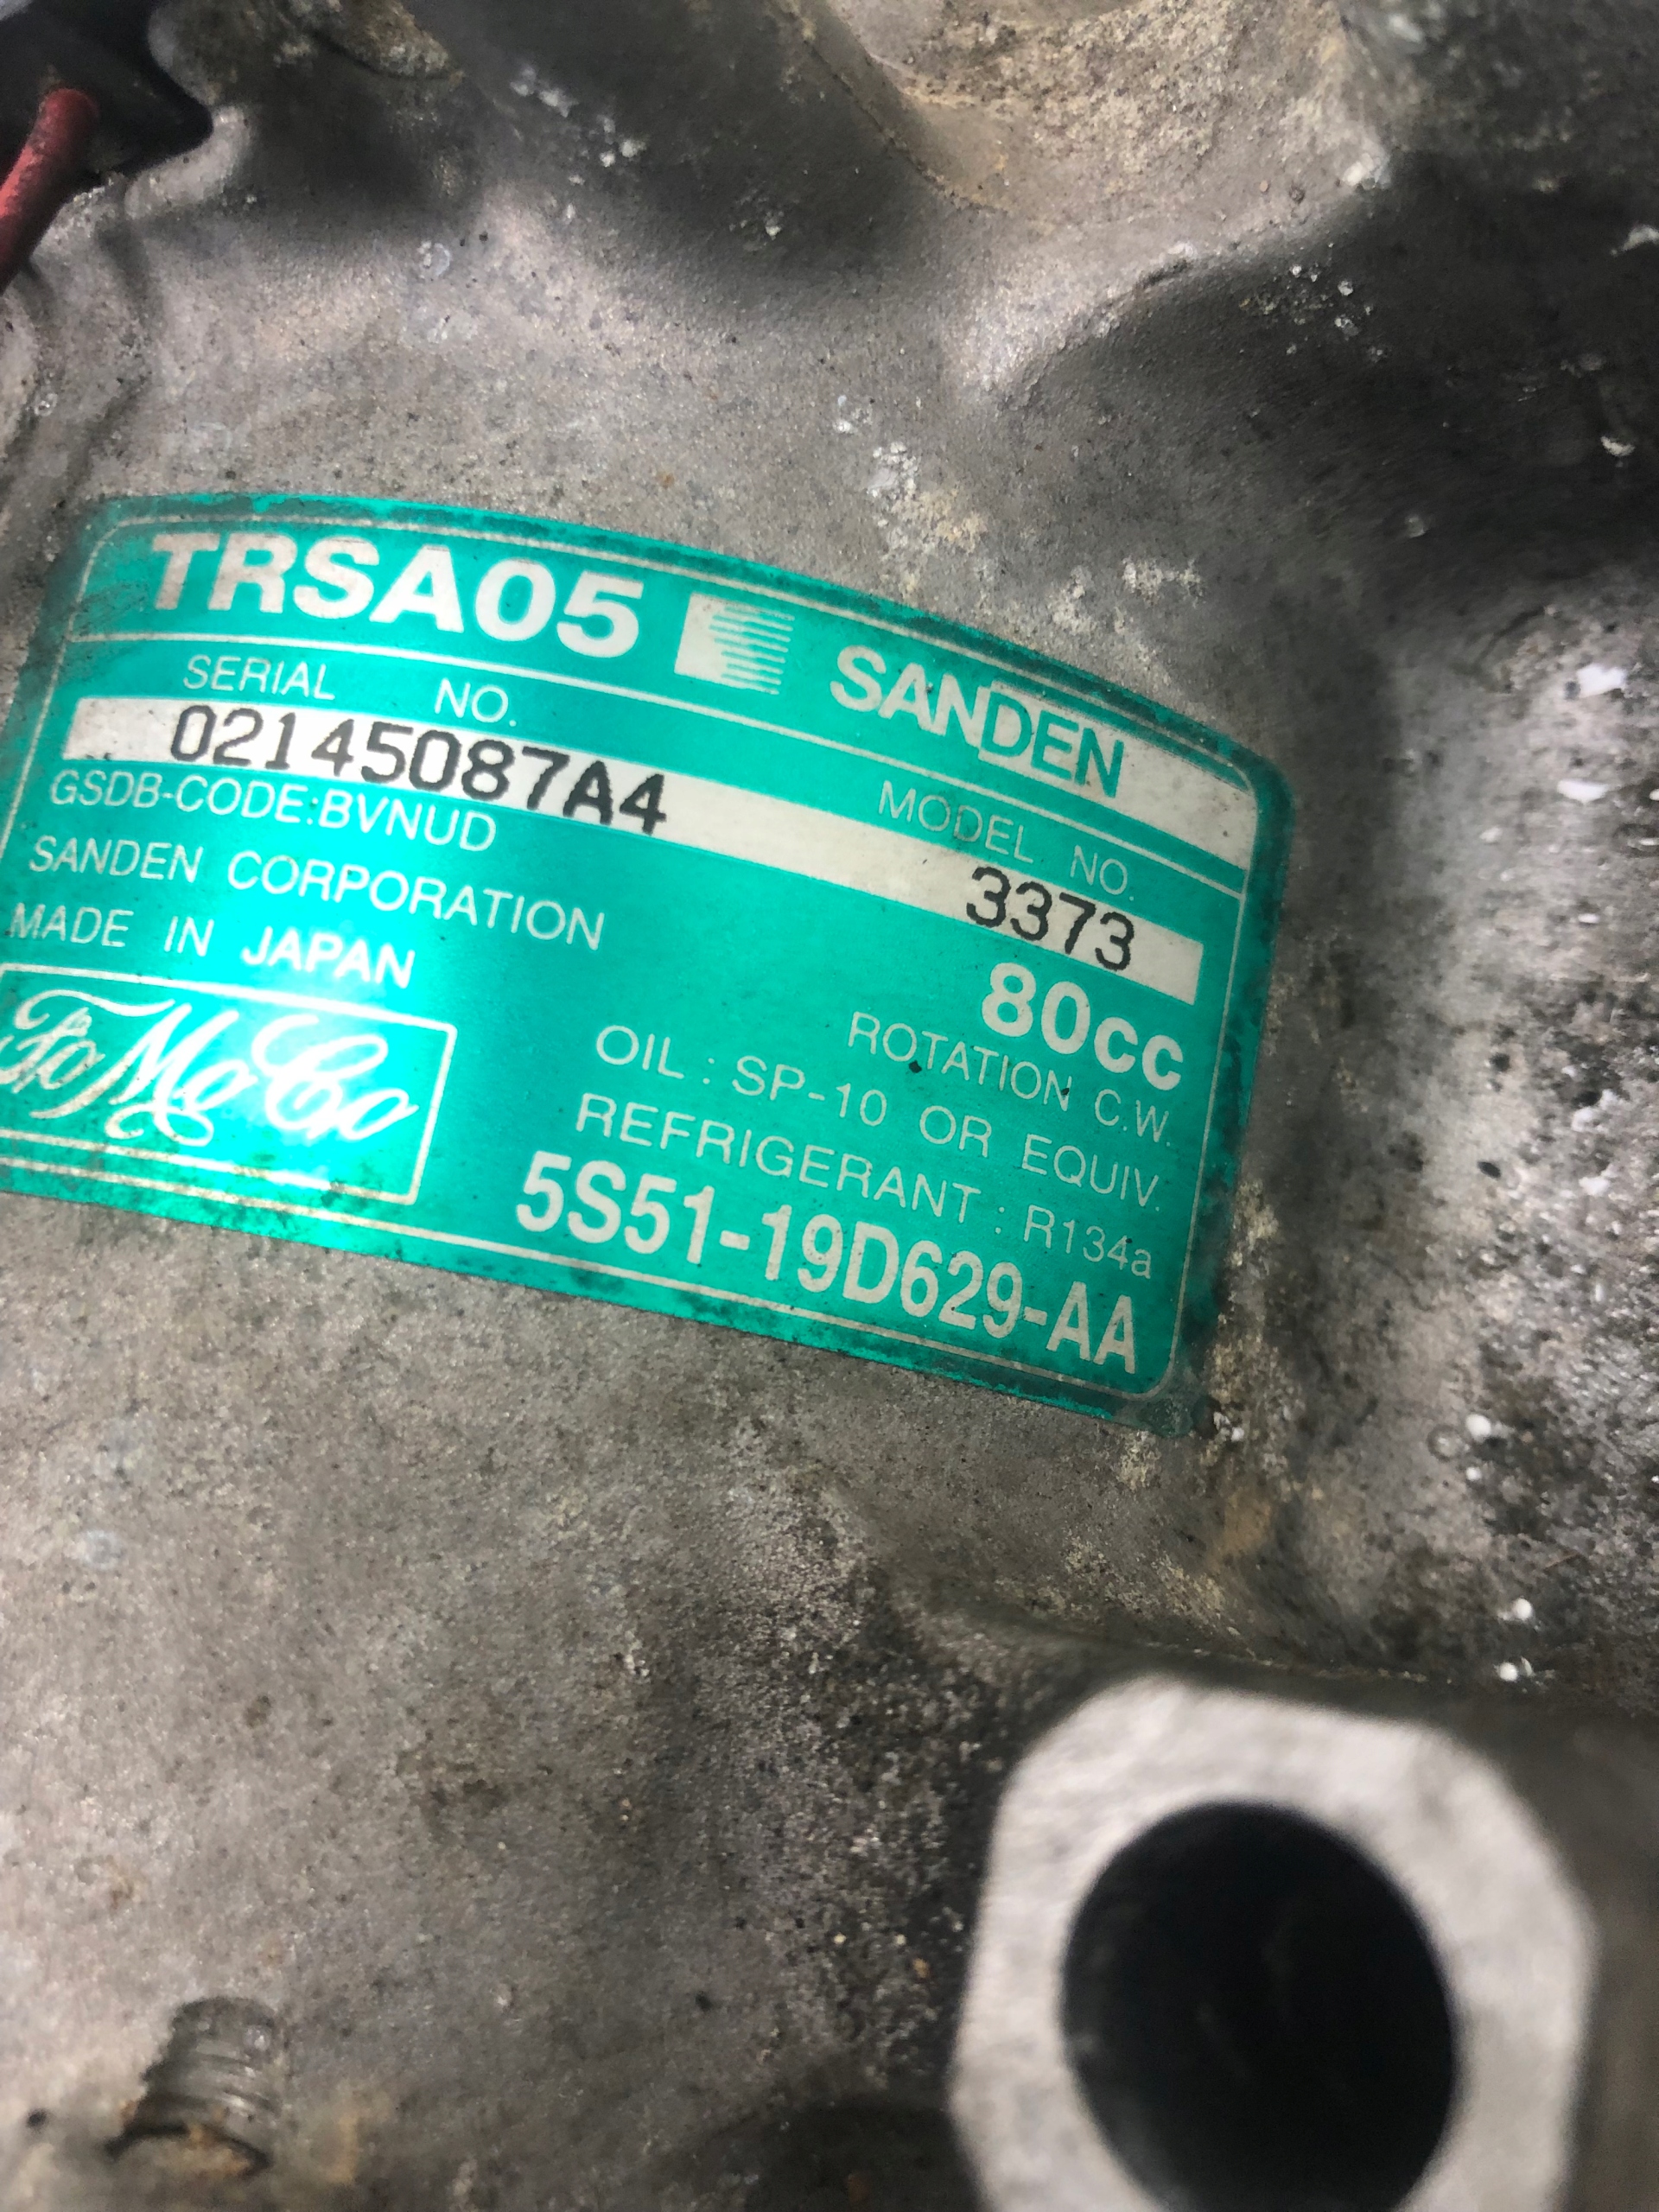 TRSA05 SANDEN
SERIAL NO. MODEL NO.
02145087A4 3373
GSDB-CODE:BVNUD
SANDEN CORPORATION
MADE IN JAPAN
80cc
ROTATION C.W.
OIL : SP-10 OR EQUIV.
REFRIGERANT : R134a
5S51-19D629-AA
FoMoCo